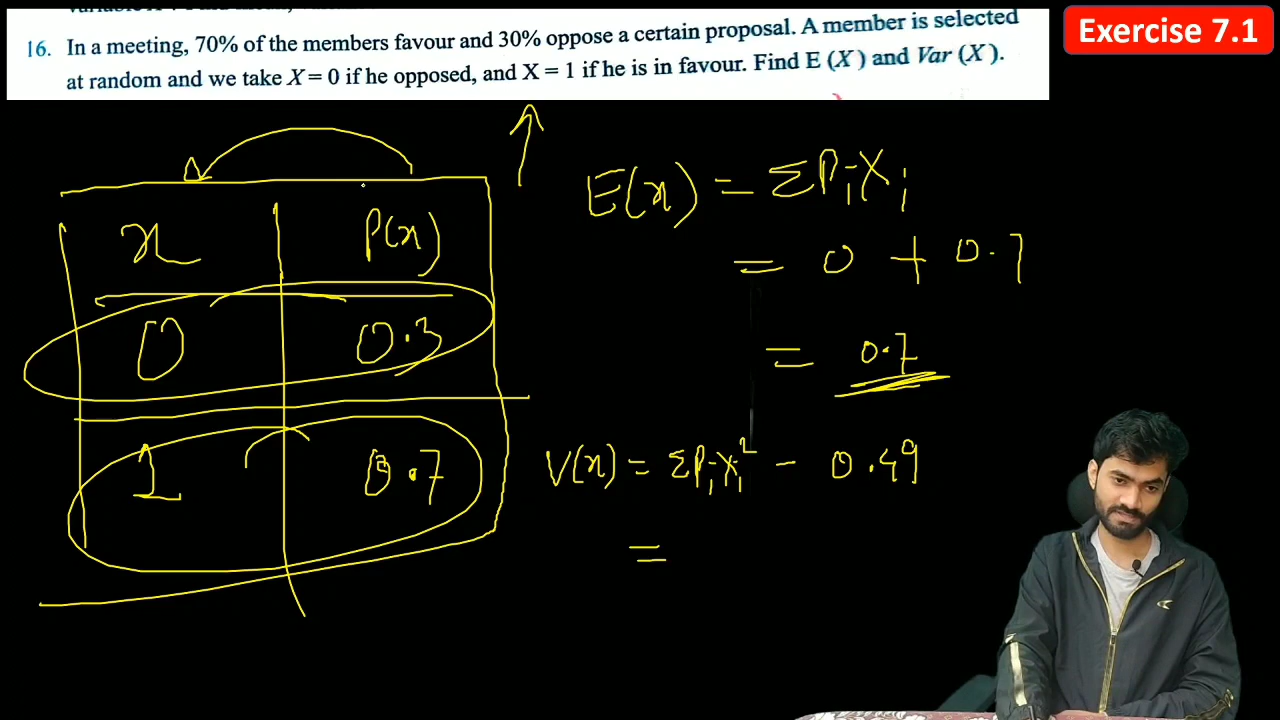 Exercise 7.1
16. In a meeting, 70% of the members favour and 30% oppose a certain proposal. A member is selected
at random and we take X = 0 if he opposed, and X = 1 if he is in favour. Find E (X) and Var (X).
x P(x)
0 0.3
1 0.7
E(x) = ΣPᵢXᵢ
= 0 + 0.7
= 0.7
V(x) = ΣPᵢXᵢ² - 0.49
=